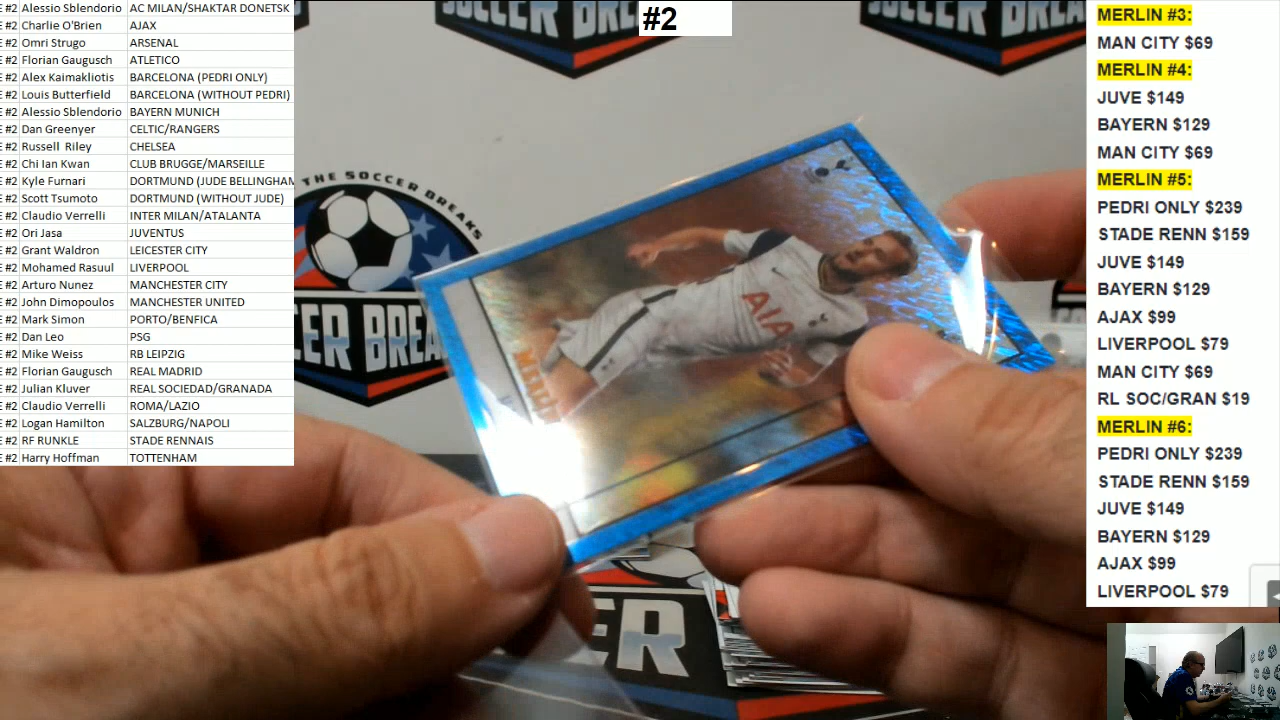 #2
E #2 Alessio Sblendorio AC MILAN/SHAKTAR DONETSK
E #2 Charlie O'Brien AJAX
E #2 Omri Strugo ARSENAL
E #2 Florian Gaugusch ATLETICO
E #2 Alex Kaimakliotis BARCELONA (PEDRI ONLY)
E #2 Louis Butterfield BARCELONA (WITHOUT PEDRI)
E #2 Alessio Sblendorio BAYERN MUNICH
E #2 Dan Greenyer CELTIC/RANGERS
E #2 Russell Riley CHELSEA
E #2 Chi Ian Kwan CLUB BRUGGE/MARSEILLE
E #2 Kyle Furnari DORTMUND (JUDE BELLINGHAM
E #2 Scott Tsumoto DORTMUND (WITHOUT JUDE)
E #2 Claudio Verrelli INTER MILAN/ATALANTA
E #2 Ori Jasa JUVENTUS
E #2 Grant Waldron LEICESTER CITY
E #2 Mohamed Rasuul LIVERPOOL
E #2 Arturo Nunez MANCHESTER CITY
E #2 John Dimopoulos MANCHESTER UNITED
E #2 Mark Simon PORTO/BENFICA
E #2 Dan Leo PSG
E #2 Mike Weiss RB LEIPZIG
E #2 Florian Gaugusch REAL MADRID
E #2 Julian Kluver REAL SOCIEDAD/GRANADA
E #2 Claudio Verrelli ROMA/LAZIO
E #2 Logan Hamilton SALZBURG/NAPOLI
E #2 RF RUNKLE STADE RENNAIS
E #2 Harry Hoffman TOTTENHAM
MERLIN #3:
MAN CITY $69
MERLIN #4:
JUVE $149
BAYERN $129
MAN CITY $69
MERLIN #5:
PEDRI ONLY $239
STADE RENN $159
JUVE $149
BAYERN $129
AJAX $99
LIVERPOOL $79
MAN CITY $69
RL SOC/GRAN $19
MERLIN #6:
PEDRI ONLY $239
STADE RENN $159
JUVE $149
BAYERN $129
AJAX $99
LIVERPOOL $79
SOCCER BREA
CCER BREA
THE SOCCER BREAKS
CER BREA
AIA
ER